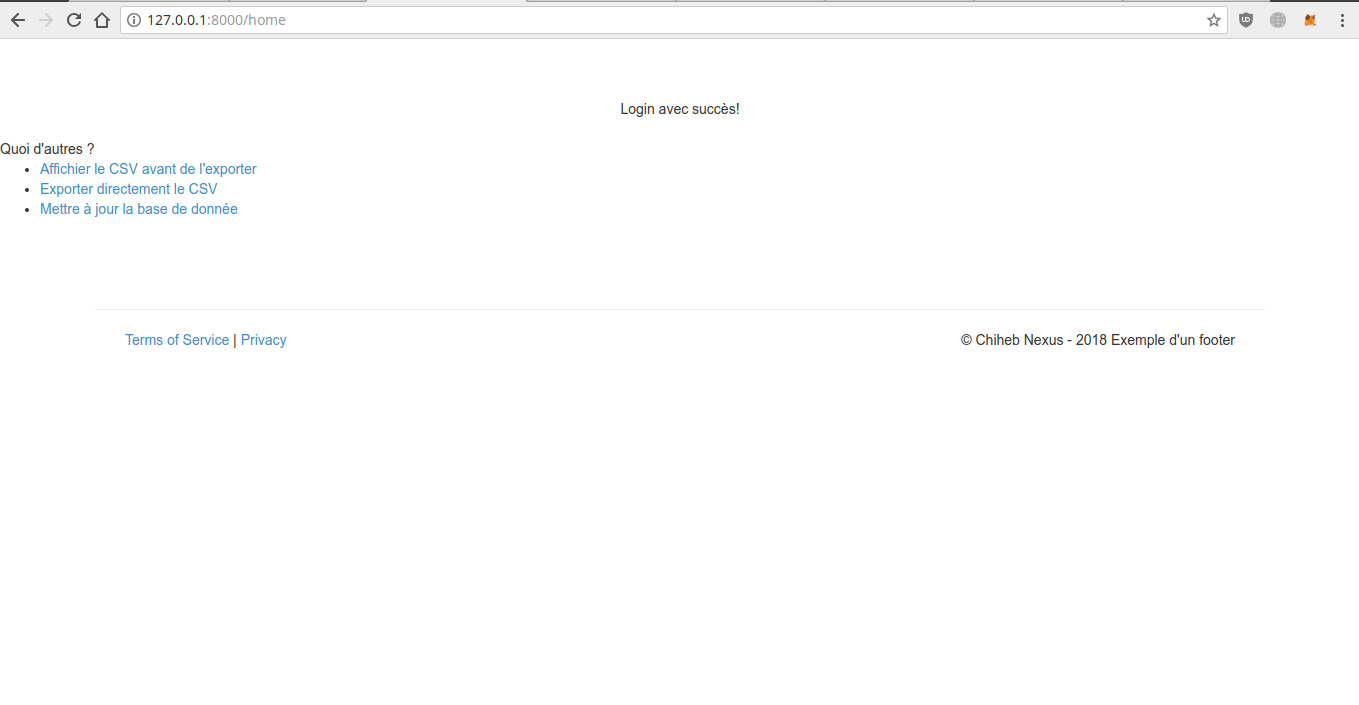 127.0.0.1:8000/home
Login avec succès!
Quoi d'autres ?
Affichier le CSV avant de l'exporter
Exporter directement le CSV
Mettre à jour la base de donnée
Terms of Service | Privacy
© Chiheb Nexus - 2018 Exemple d'un footer